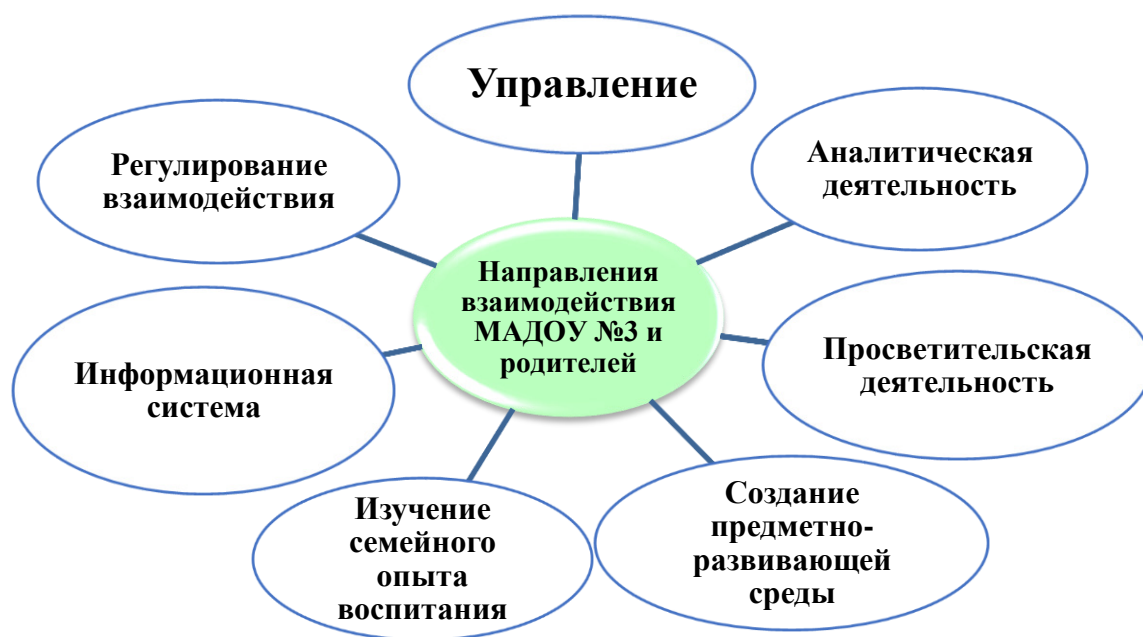 Управление
Аналитическая
деятельность
Регулирование
взаимодействия
Направления
взаимодействия
МАДОУ №3 и
родителей
Просветительская
деятельность
Информационная
система
Создание
предметно-
развивающей
среды
Изучение
семейного
опыта
воспитания